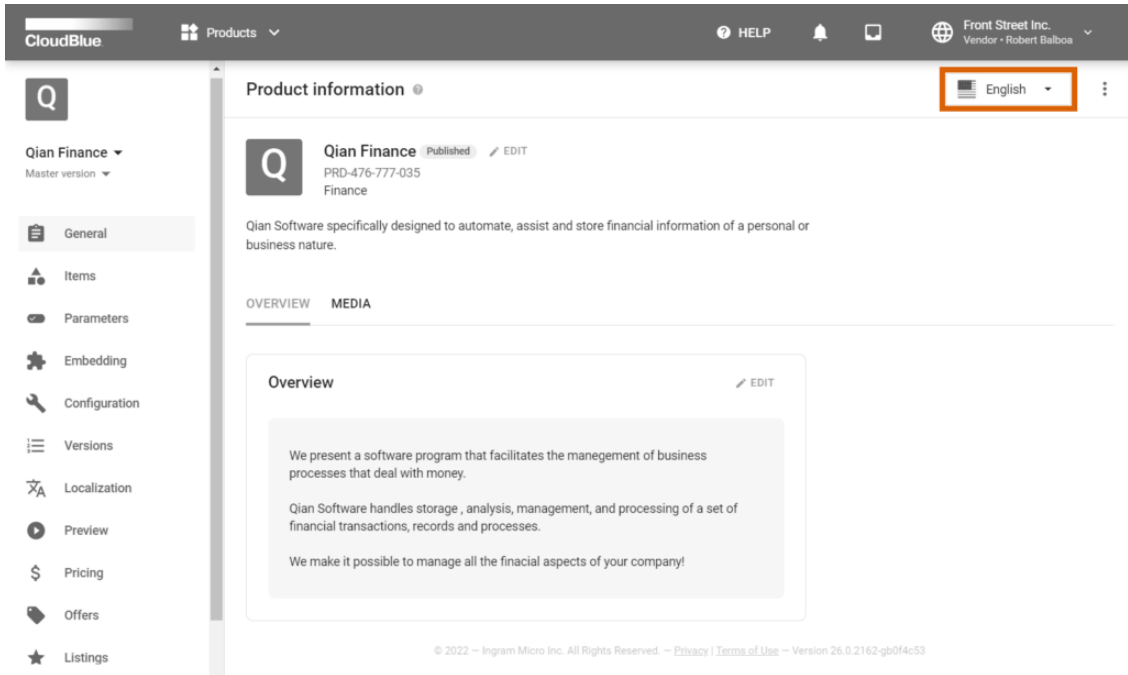 CloudBlue. Products HELP Front Street Inc.
Vendor • Robert Balboa
Q
Qian Finance
Master version
General
Items
Parameters
Embedding
Configuration
Versions
Localization
Preview
Pricing
Offers
Listings
Product information English
Q
Qian Finance Published EDIT
PRD-476-777-035
Finance
Qian Software specifically designed to automate, assist and store financial information of a personal or
business nature.
OVERVIEW MEDIA
Overview EDIT
We present a software program that facilitates the manegement of business
processes that deal with money.
Qian Software handles storage , analysis, management, and processing of a set of
financial transactions, records and processes.
We make it possible to manage all the finacial aspects of your company!
© 2022 — Ingram Micro Inc. All Rights Reserved. — Privacy | Terms of Use — Version 26.0.2162-gb0f4c53